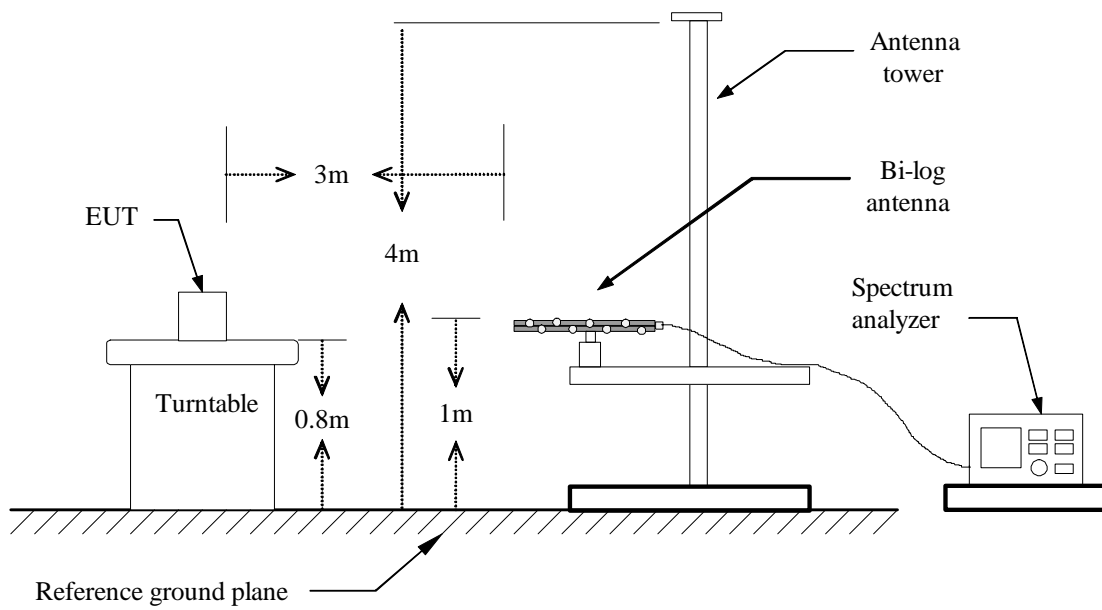 Antenna
tower
3m
Bi-log
antenna
EUT
4m
Spectrum
analyzer
Turntable
0.8m
1m
Reference ground plane